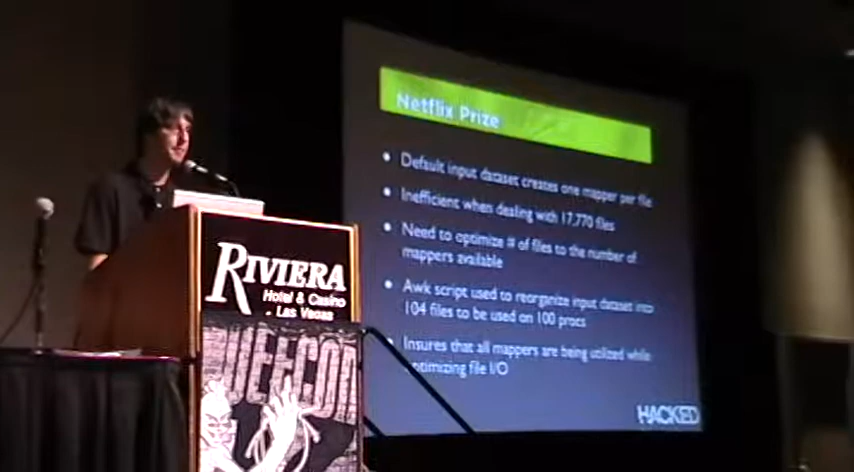 Netflix Prize
• Default input dataset creates one mapper per file
• Inefficient when dealing with 17,770 files
• Need to optimize # of files to the number of
mappers available
• Awk script used to reorganize input dataset into
104 files to be used on 100 procs
Insures that all mappers are being utilized while
optimizing file I/O
HACKED
RIVIERA
Hotel & Casino
Las Vegas
DEFCON